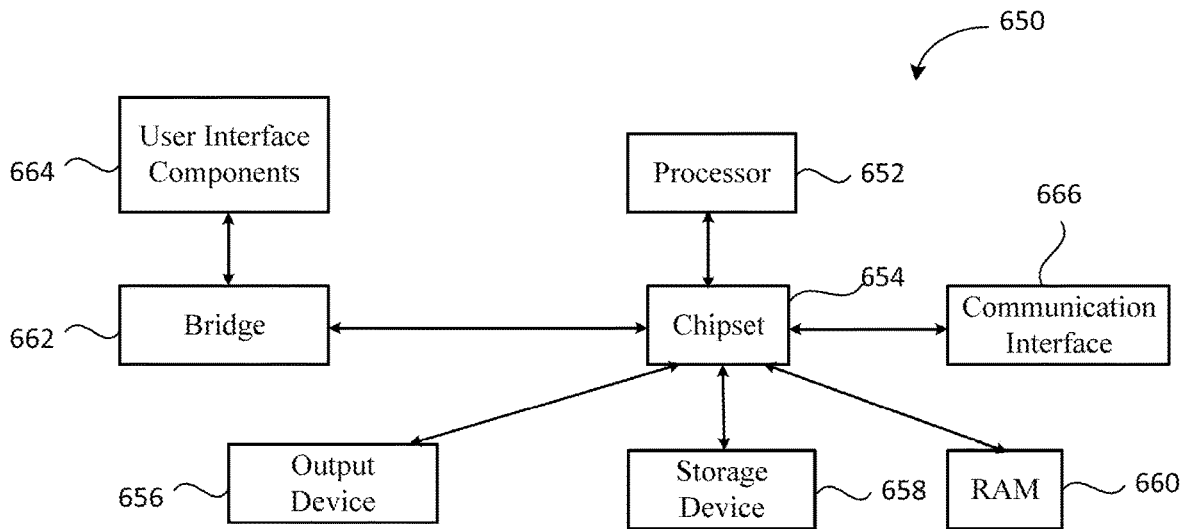 650
User Interface
Components
664
Processor
652
666
654
Bridge
662
Chipset
Communication
Interface
Output
Device
656
Storage
Device
658
RAM
660